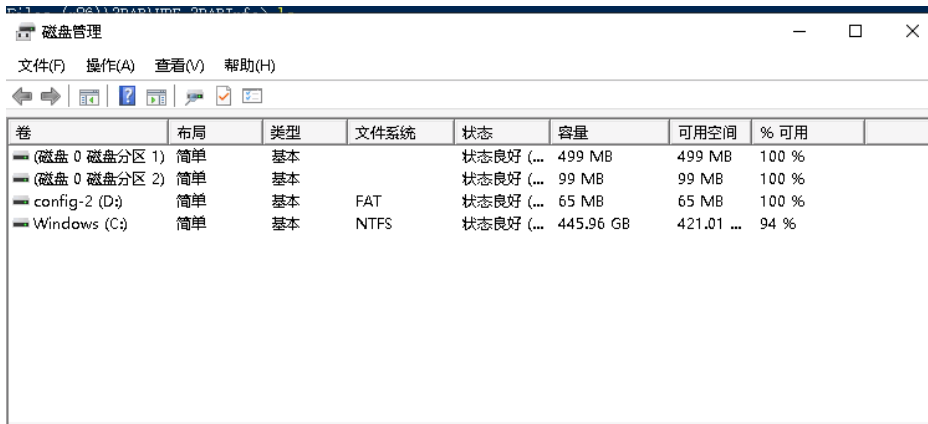 磁盘管理
文件(F) 操作(A) 查看(V) 帮助(H)
卷 布局 类型 文件系统 状态 容量 可用空间 % 可用
(磁盘 0 磁盘分区 1) 简单 基本 状态良好 (... 499 MB 499 MB 100 %
(磁盘 0 磁盘分区 2) 简单 基本 状态良好 (... 99 MB 99 MB 100 %
config-2 (D:) 简单 基本 FAT 状态良好 (... 65 MB 65 MB 100 %
Windows (C:) 简单 基本 NTFS 状态良好 (... 445.96 GB 421.01 ... 94 %